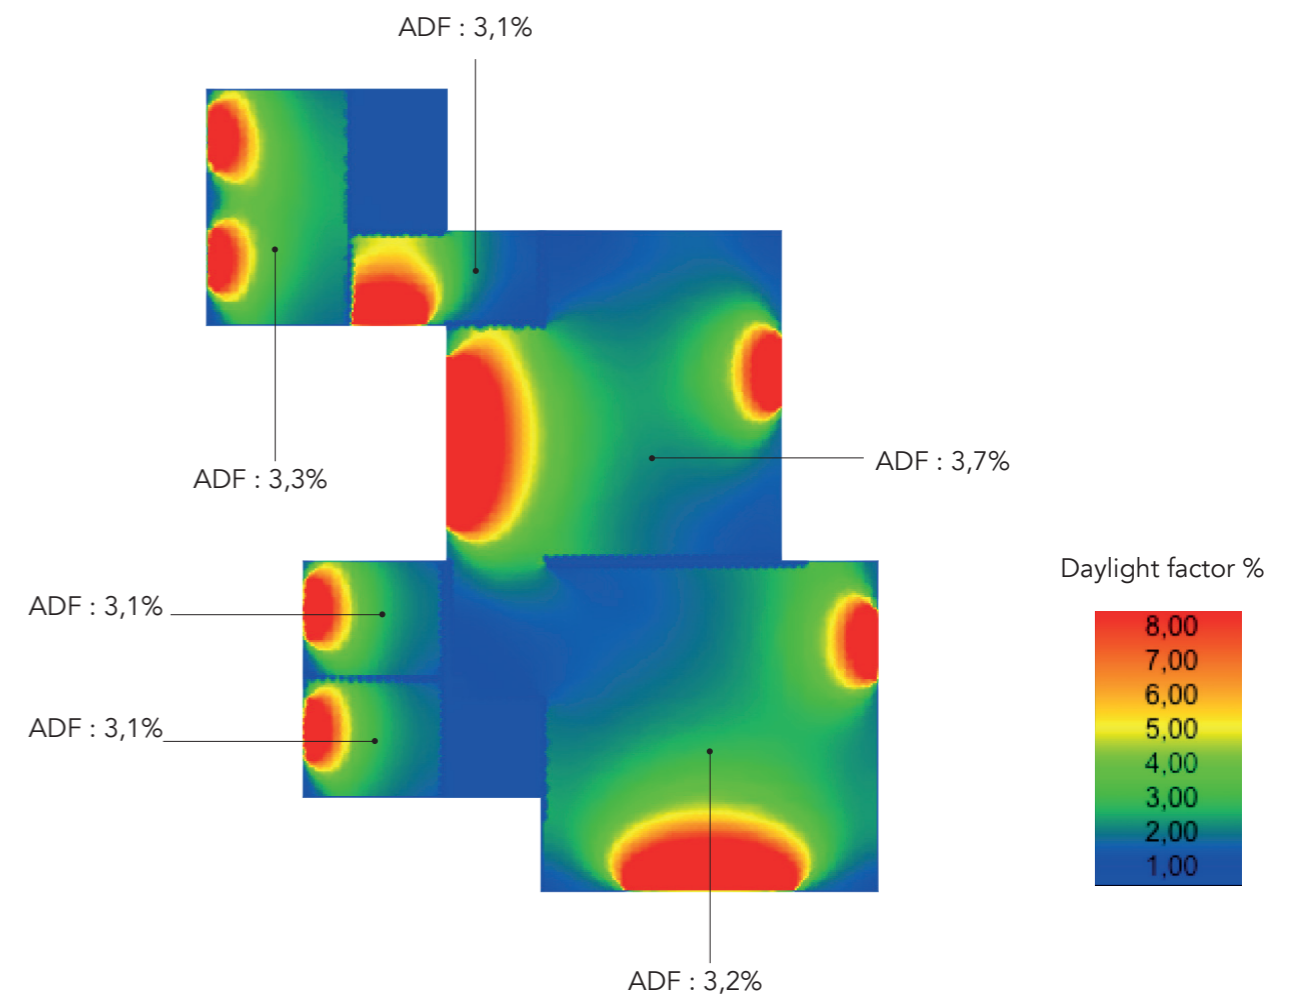 ADF : 3,1%
ADF : 3,3%
ADF : 3,7%
ADF : 3,1%
ADF : 3,1%
ADF : 3,2%
Daylight factor %
8,00
7,00
6,00
5,00
4,00
3,00
2,00
1,00